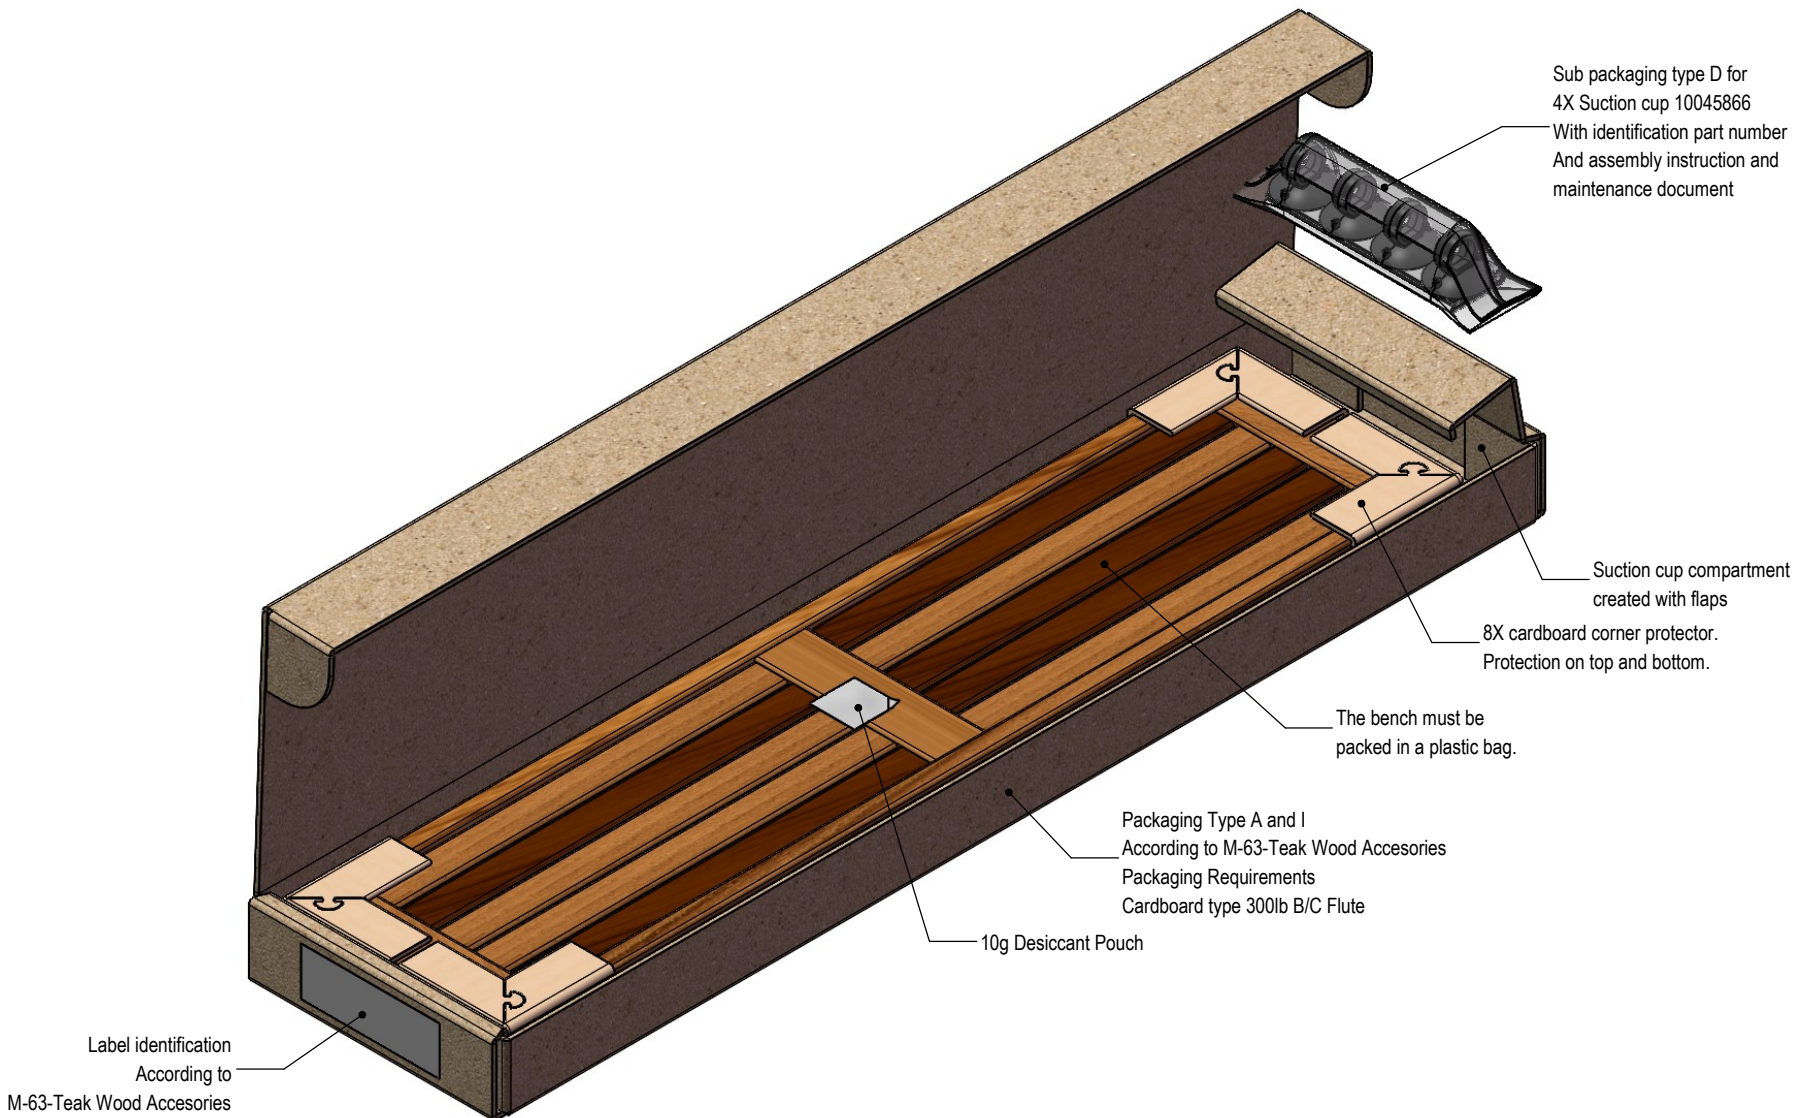 Sub packaging type D for
4X Suction cup 10045866
With identification part number
And assembly instruction and
maintenance document
Suction cup compartment
created with flaps
8X cardboard corner protector.
Protection on top and bottom.
The bench must be
packed in a plastic bag.
Packaging Type A and I
According to M-63-Teak Wood Accesories
Packaging Requirements
Cardboard type 300lb B/C Flute
10g Desiccant Pouch
Label identification
According to
M-63-Teak Wood Accesories